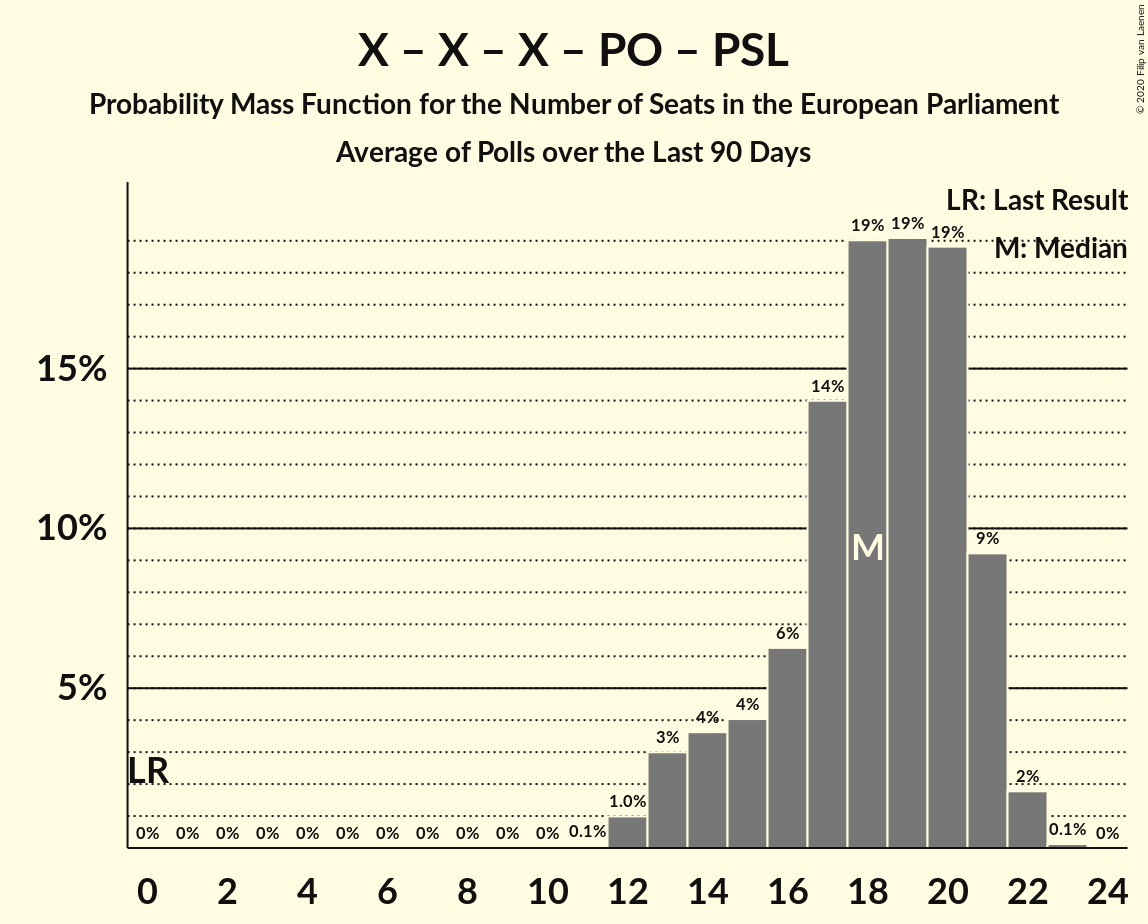 X – X – X – PO – PSL
Probability Mass Function for the Number of Seats in the European Parliament
Average of Polls over the Last 90 Days
© 2020 Filip van Laenen
LR: Last Result
M: Median
19% 19% 19%
15%
14%
10%
9%
M
6%
5%
4% 4%
3%
LR
2%
1.0%
0% 0% 0% 0% 0% 0% 0% 0% 0% 0% 0% 0.1% 0.1% 0%
0 2 4 6 8 10 12 14 16 18 20 22 24